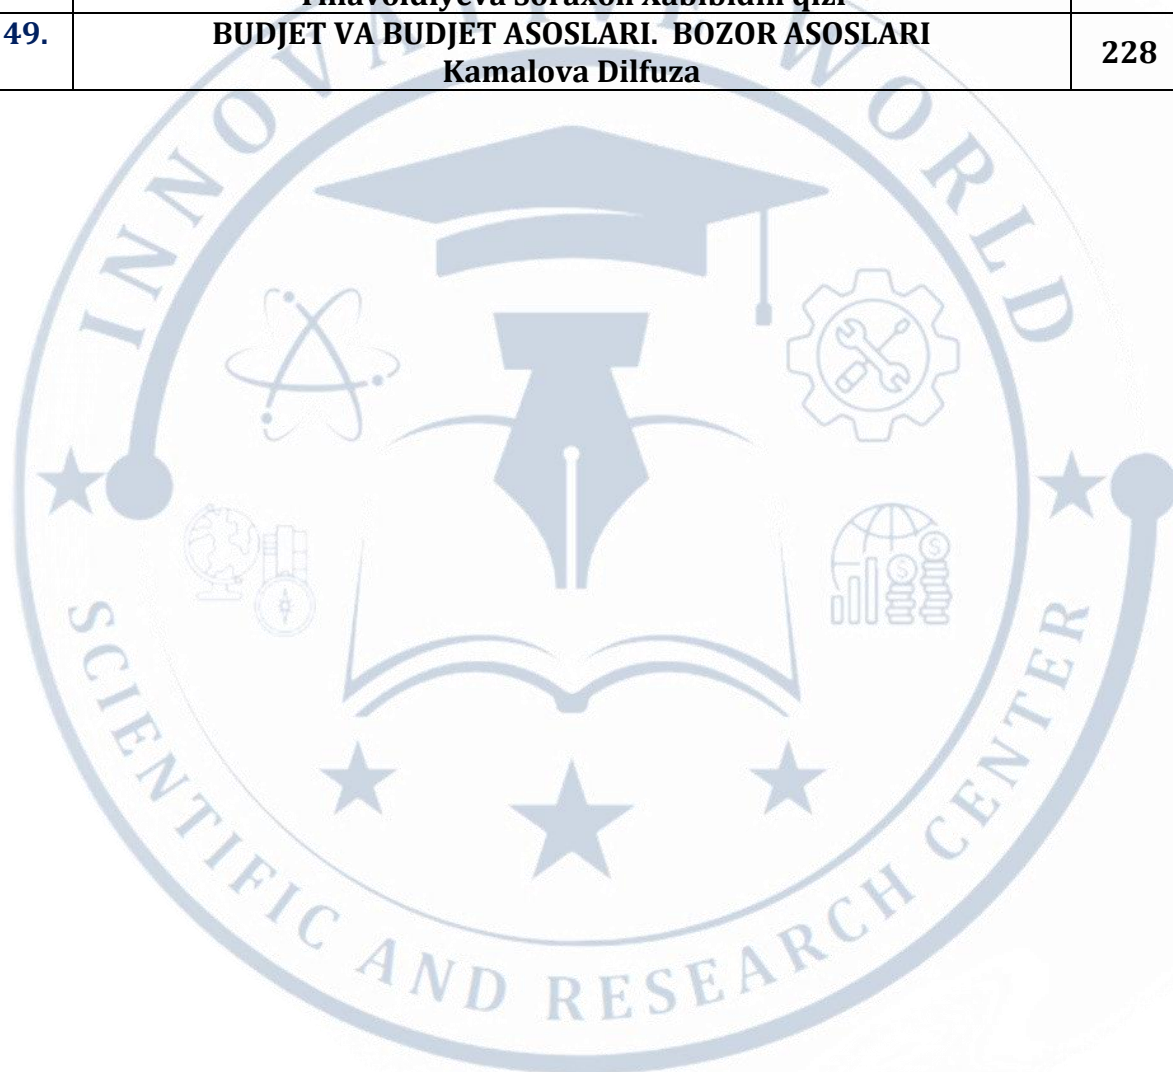 49.
BUDJET VA BUDJET ASOSLARI. BOZOR ASOSLARI
Kamalova Dilfuza
228
INNOVATIVE WORLD
SCIENTIFIC AND RESEARCH CENTER